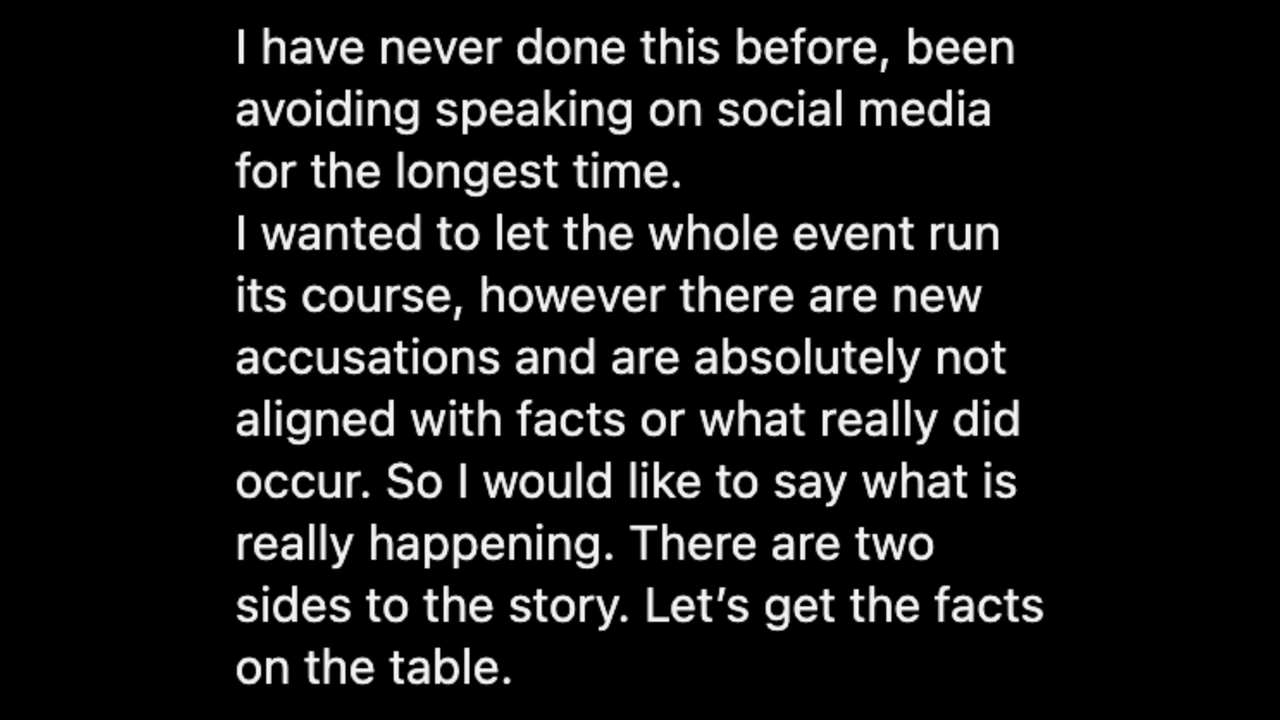 I have never done this before, been
avoiding speaking on social media
for the longest time.
I wanted to let the whole event run
its course, however there are new
accusations and are absolutely not
aligned with facts or what really did
occur. So I would like to say what is
really happening. There are two
sides to the story. Let’s get the facts
on the table.